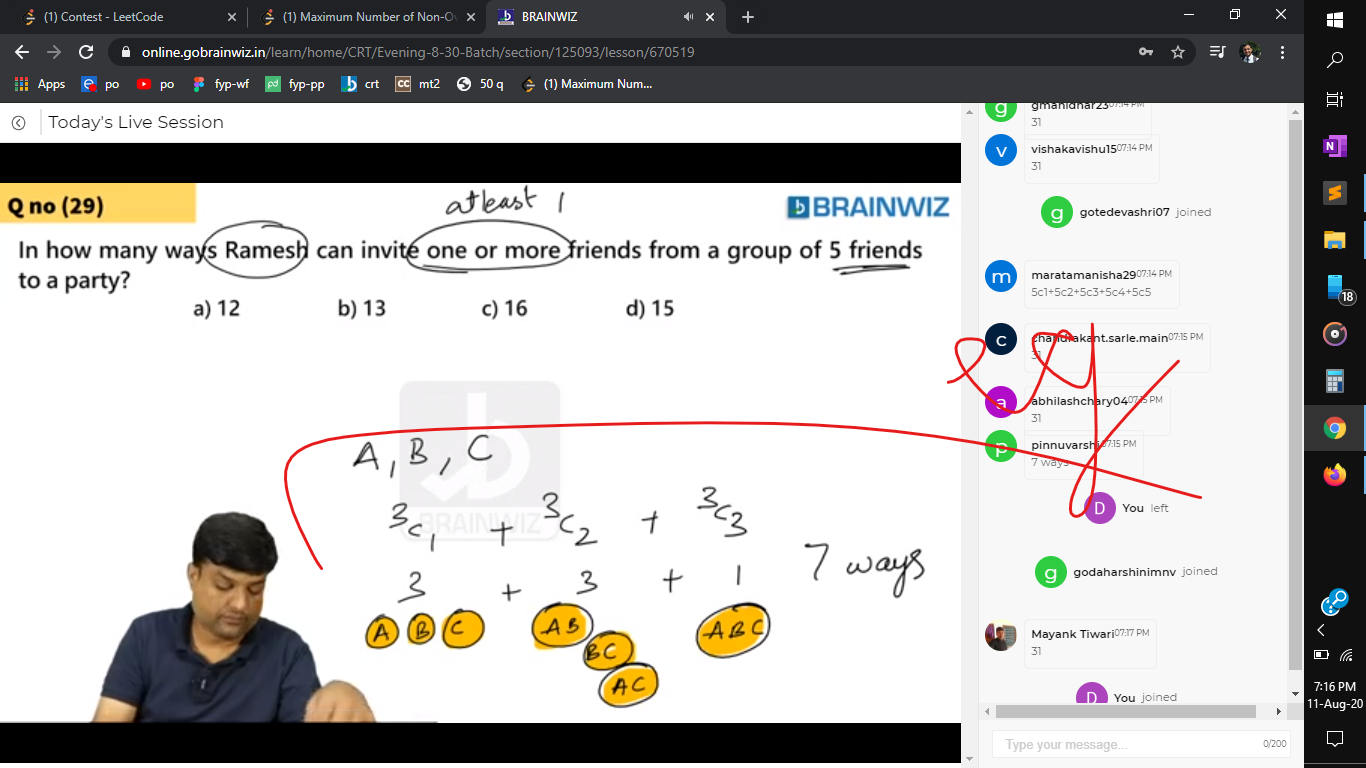 (1) Contest - LeetCode
(1) Maximum Number of Non-Ov
BRAINWIZ
online.gobrainwiz.in/learn/home/CRT/Evening-8-30-Batch/section/125093/lesson/670519
Apps po po fyp-wf fyp-pp crt mt2 50 q (1) Maximum Num...
Today's Live Session
Q no (29)
atleast 1
BRAINWIZ
In how many ways Ramesh can invite one or more friends from a group of 5 friends
to a party?
a) 12 b) 13 c) 16 d) 15
A, B, C
BRAINWIZ
3C1 + 3C2 + 3C3
3 + 3 + 1 7 ways
A B C AB ABC
BC
AC
gmanidhar23 07:14 PM
31
vishakavishu15 07:14 PM
31
gotedevashri07 joined
maratamanisha29 07:14 PM
5c1+5c2+5c3+5c4+5c5
chandrakant.sarle.main 07:15 PM
31
abhilashchary04 07:15 PM
31
pinnuvarshi 07:15 PM
7 ways
You left
godaharshinimnv joined
Mayank Tiwari 07:17 PM
31
You joined
Type your message... 0/200
18
7:16 PM
11-Aug-20